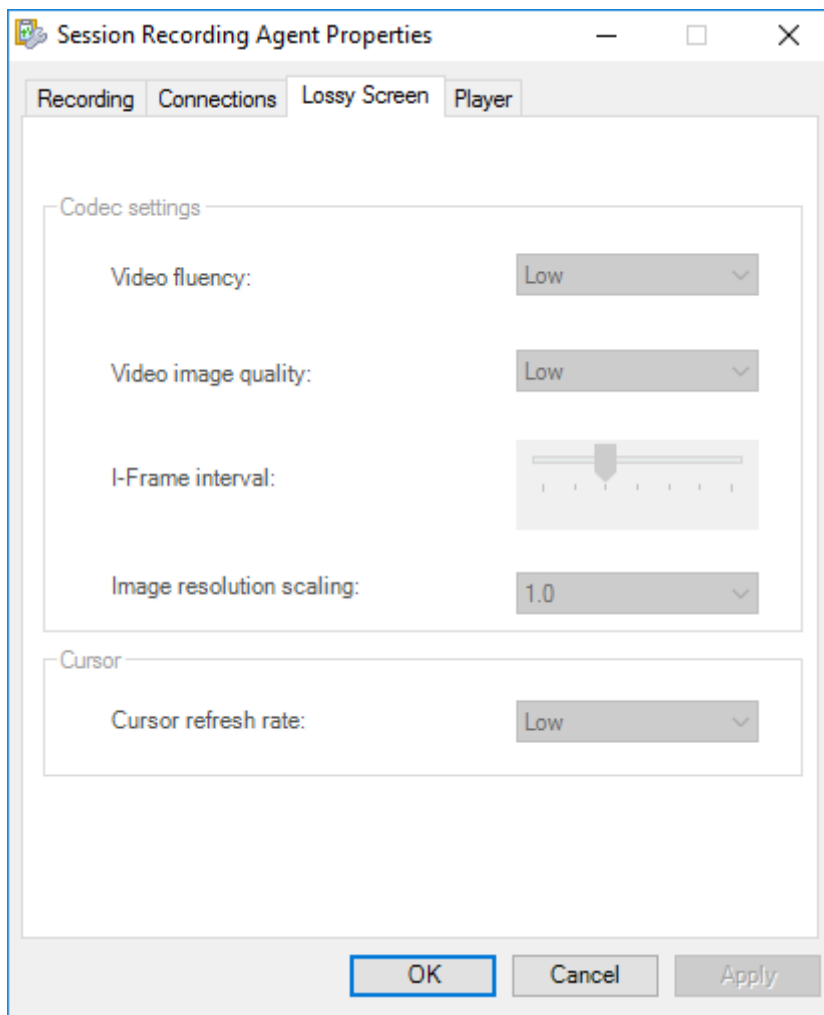 Session Recording Agent Properties
Recording Connections Lossy Screen Player
Codec settings
Video fluency: Low
Video image quality: Low
I-Frame interval:
Image resolution scaling: 1.0
Cursor
Cursor refresh rate: Low
OK Cancel Apply